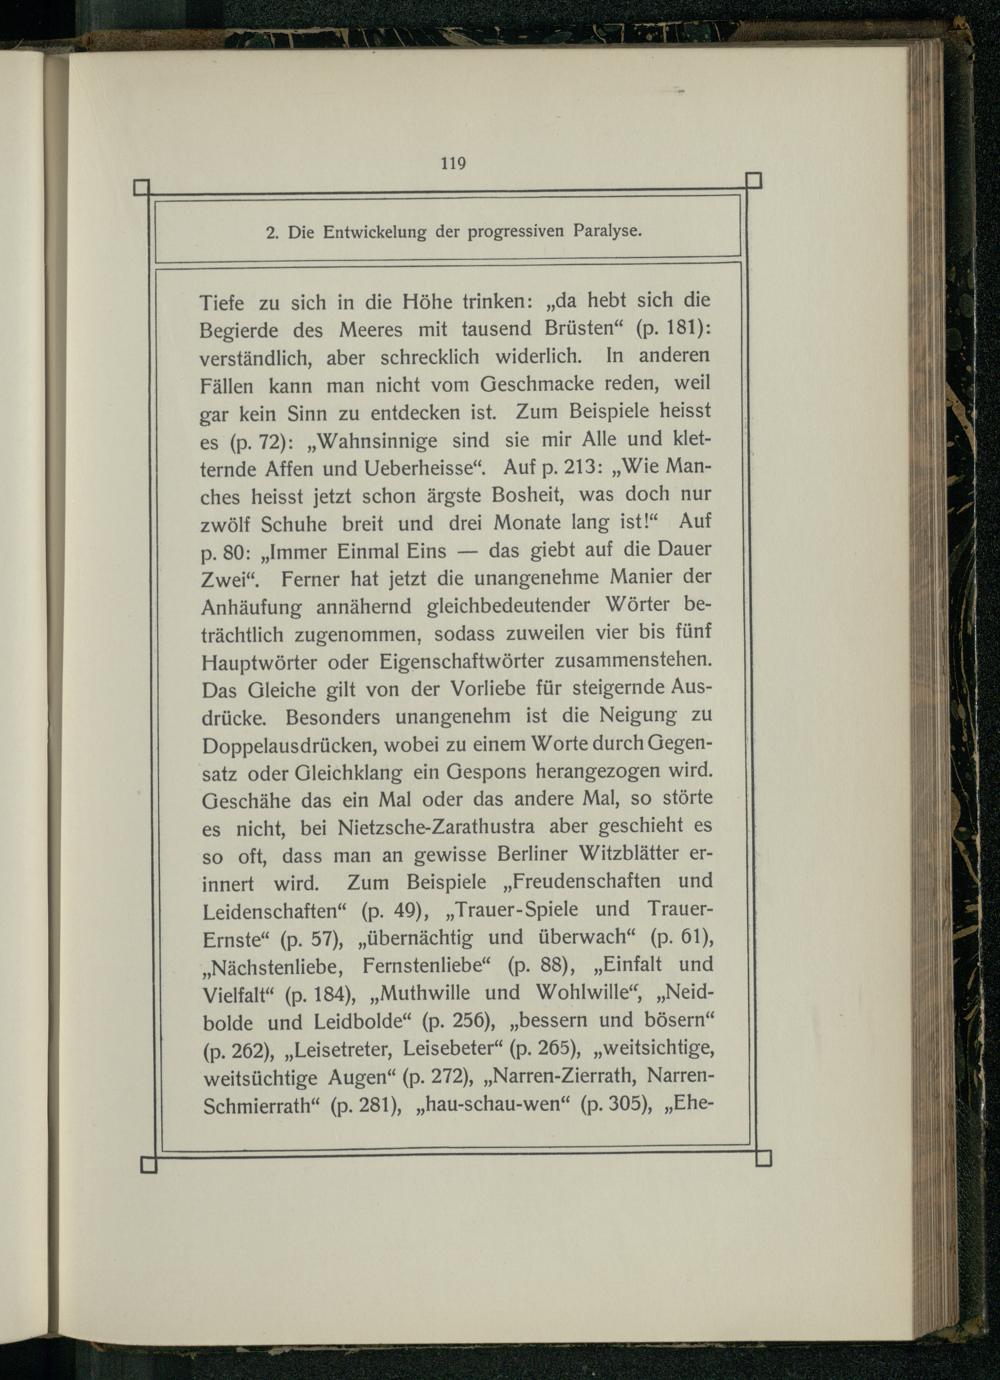 119
2. Die Entwickelung der progressiven Paralyse.
Tiefe zu sich in die Höhe trinken: „da hebt sich die
Begierde des Meeres mit tausend Brüsten“ (p. 181):
verständlich, aber schrecklich widerlich. In anderen
Fällen kann man nicht vom Geschmacke reden, weil
gar kein Sinn zu entdecken ist. Zum Beispiele heisst
es (p. 72): „Wahnsinnige sind sie mir Alle und klet-
ternde Affen und Ueberheisse“. Auf p. 213: „Wie Man-
ches heisst jetzt schon ärgste Bosheit, was doch nur
zwölf Schuhe breit und drei Monate lang ist!“ Auf
p. 80: „Immer Einmal Eins — das giebt auf die Dauer
Zwei“. Ferner hat jetzt die unangenehme Manier der
Anhäufung annähernd gleichbedeutender Wörter be-
trächtlich zugenommen, sodass zuweilen vier bis fünf
Hauptwörter oder Eigenschaftwörter zusammenstehen.
Das Gleiche gilt von der Vorliebe für steigernde Aus-
drücke. Besonders unangenehm ist die Neigung zu
Doppelausdrücken, wobei zu einem Worte durch Gegen-
satz oder Gleichklang ein Gespons herangezogen wird.
Geschähe das ein Mal oder das andere Mal, so störte
es nicht, bei Nietzsche-Zarathustra aber geschieht es
so oft, dass man an gewisse Berliner Witzblätter er-
innert wird. Zum Beispiele „Freudenschaften und
Leidenschaften“ (p. 49), „Trauer-Spiele und Trauer-
Ernste“ (p. 57), „übernächtig und überwach“ (p. 61),
„Nächstenliebe, Fernstenliebe“ (p. 88), „Einfalt und
Vielfalt“ (p. 184), „Muthwille und Wohlwille“, „Neid-
bolde und Leidbolde“ (p. 256), „bessern und bösern“
(p. 262), „Leisetreter, Leisebeter“ (p. 265), „weitsichtige,
weitsüchtige Augen“ (p. 272), „Narren-Zierrath, Narren-
Schmierrath“ (p. 281), „hau-schau-wen“ (p. 305), „Ehe-